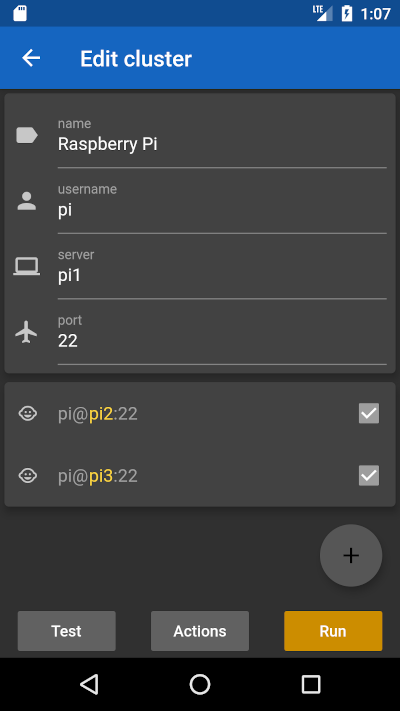 LTE 1:07
Edit cluster
name
Raspberry Pi
username
pi
server
pi1
port
22
pi@pi2:22
pi@pi3:22
+
Test Actions Run